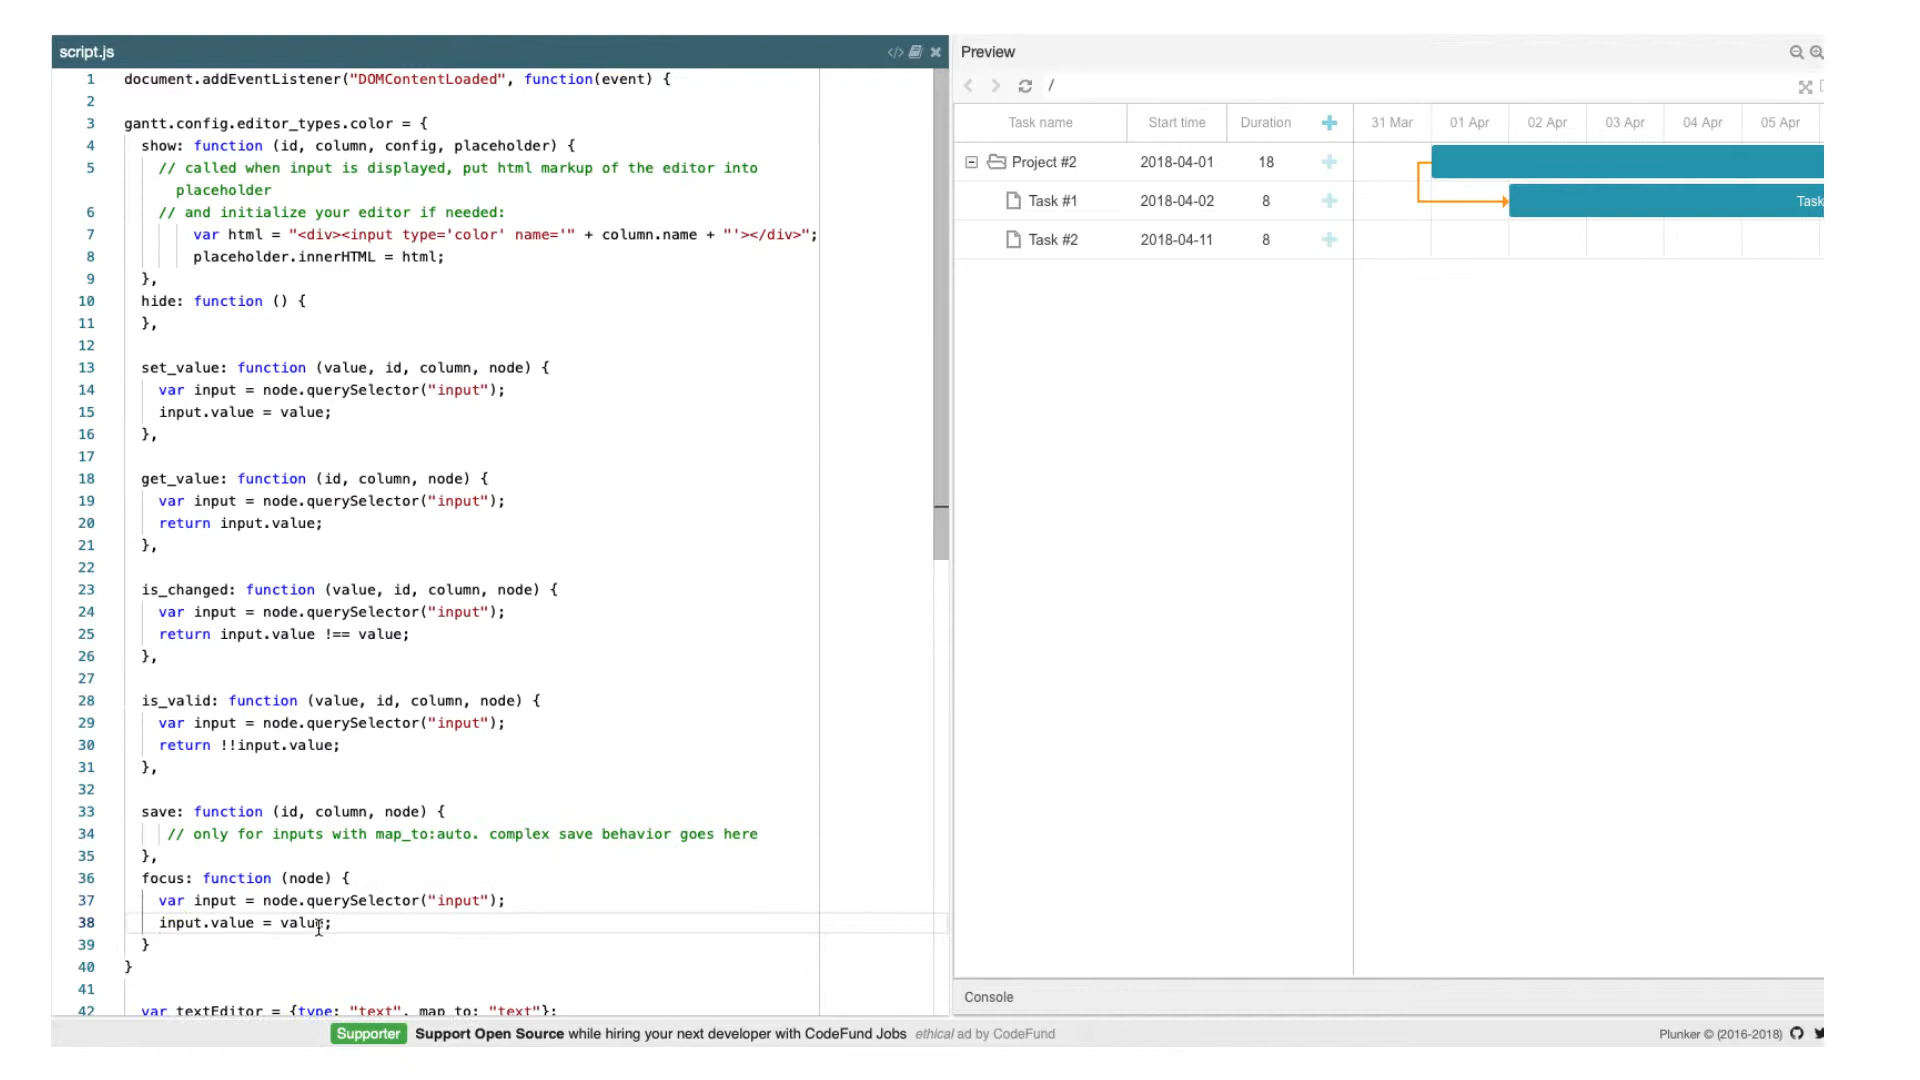 script.js
1 document.addEventListener("DOMContentLoaded", function(event) {
2
3 gantt.config.editor_types.color = {
4 show: function (id, column, config, placeholder) {
5 // called when input is displayed, put html markup of the editor into
placeholder
6 // and initialize your editor if needed:
7 var html = "<div><input type='color' name='" + column.name + "'></div>";
8 placeholder.innerHTML = html;
9 },
10 hide: function () {
11 },
12
13 set_value: function (value, id, column, node) {
14 var input = node.querySelector("input");
15 input.value = value;
16 },
17
18 get_value: function (id, column, node) {
19 var input = node.querySelector("input");
20 return input.value;
21 },
22
23 is_changed: function (value, id, column, node) {
24 var input = node.querySelector("input");
25 return input.value !== value;
26 },
27
28 is_valid: function (value, id, column, node) {
29 var input = node.querySelector("input");
30 return !!input.value;
31 },
32
33 save: function (id, column, node) {
34 // only for inputs with map_to:auto. complex save behavior goes here
35 },
36 focus: function (node) {
37 var input = node.querySelector("input");
38 input.value = value;
39 }
40 }
41
42 var textEditor = {type: "text", map_to: "text"};
Preview
/
Task name Start time Duration 31 Mar 01 Apr 02 Apr 03 Apr 04 Apr 05 Apr
Project #2 2018-04-01 18
Task #1 2018-04-02 8 Task
Task #2 2018-04-11 8
Console
Supporter Support Open Source while hiring your next developer with CodeFund Jobs ethical ad by CodeFund
Plunker © (2016-2018)